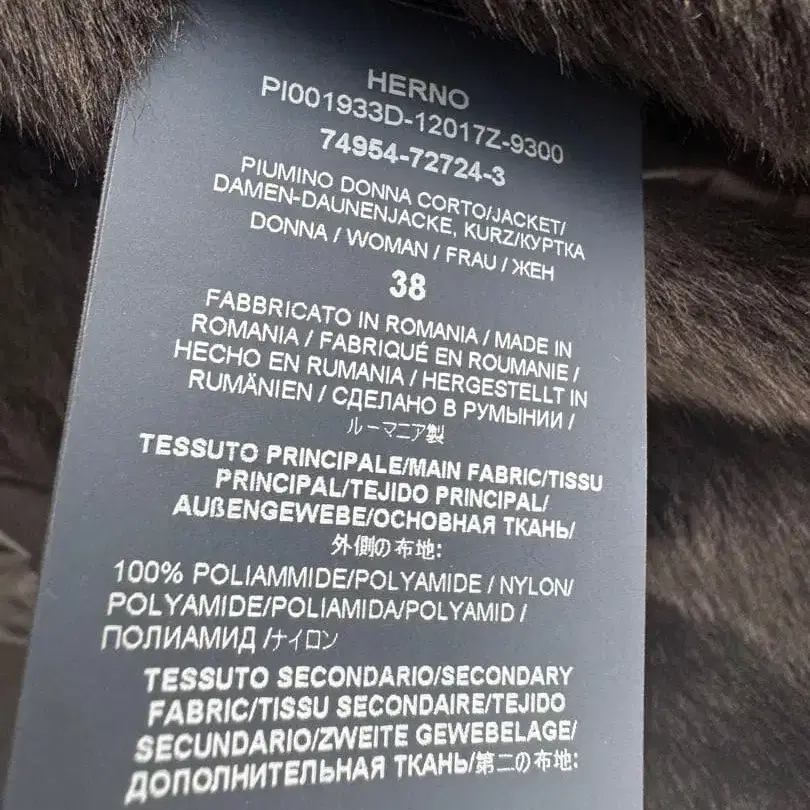 HERNO
PI001933D-12017Z-9300
74954-72724-3
PIUMINO DONNA CORTO/JACKET/
DAMEN-DAUNENJACKE, KURZ/КУРТКА
DONNA / WOMAN / FRAU / ЖЕН
38
FABBRICATO IN ROMANIA / MADE IN
ROMANIA / FABRIQUÉ EN ROUMANIE /
HECHO EN RUMANIA / HERGESTELLT IN
RUMÄNIEN / СДЕЛАНО В РУМЫНИИ /
ルーマニア製
TESSUTO PRINCIPALE/MAIN FABRIC/TISSU
PRINCIPAL/TEJIDO PRINCIPAL/
AUßENGEWEBE/ОСНОВНАЯ ТКАНЬ/
外側の布地:
100% POLIAMMIDE/POLYAMIDE / NYLON/
POLYAMIDE/POLIAMIDA/POLYAMID /
ПОЛИАМИД /ナイロン
TESSUTO SECONDARIO/SECONDARY
FABRIC/TISSU SECONDAIRE/TEJIDO
SECUNDARIO/ZWEITE GEWEBELAGE/
ДОПОЛНИТЕЛЬНАЯ ТКАНЬ/第二の布地: